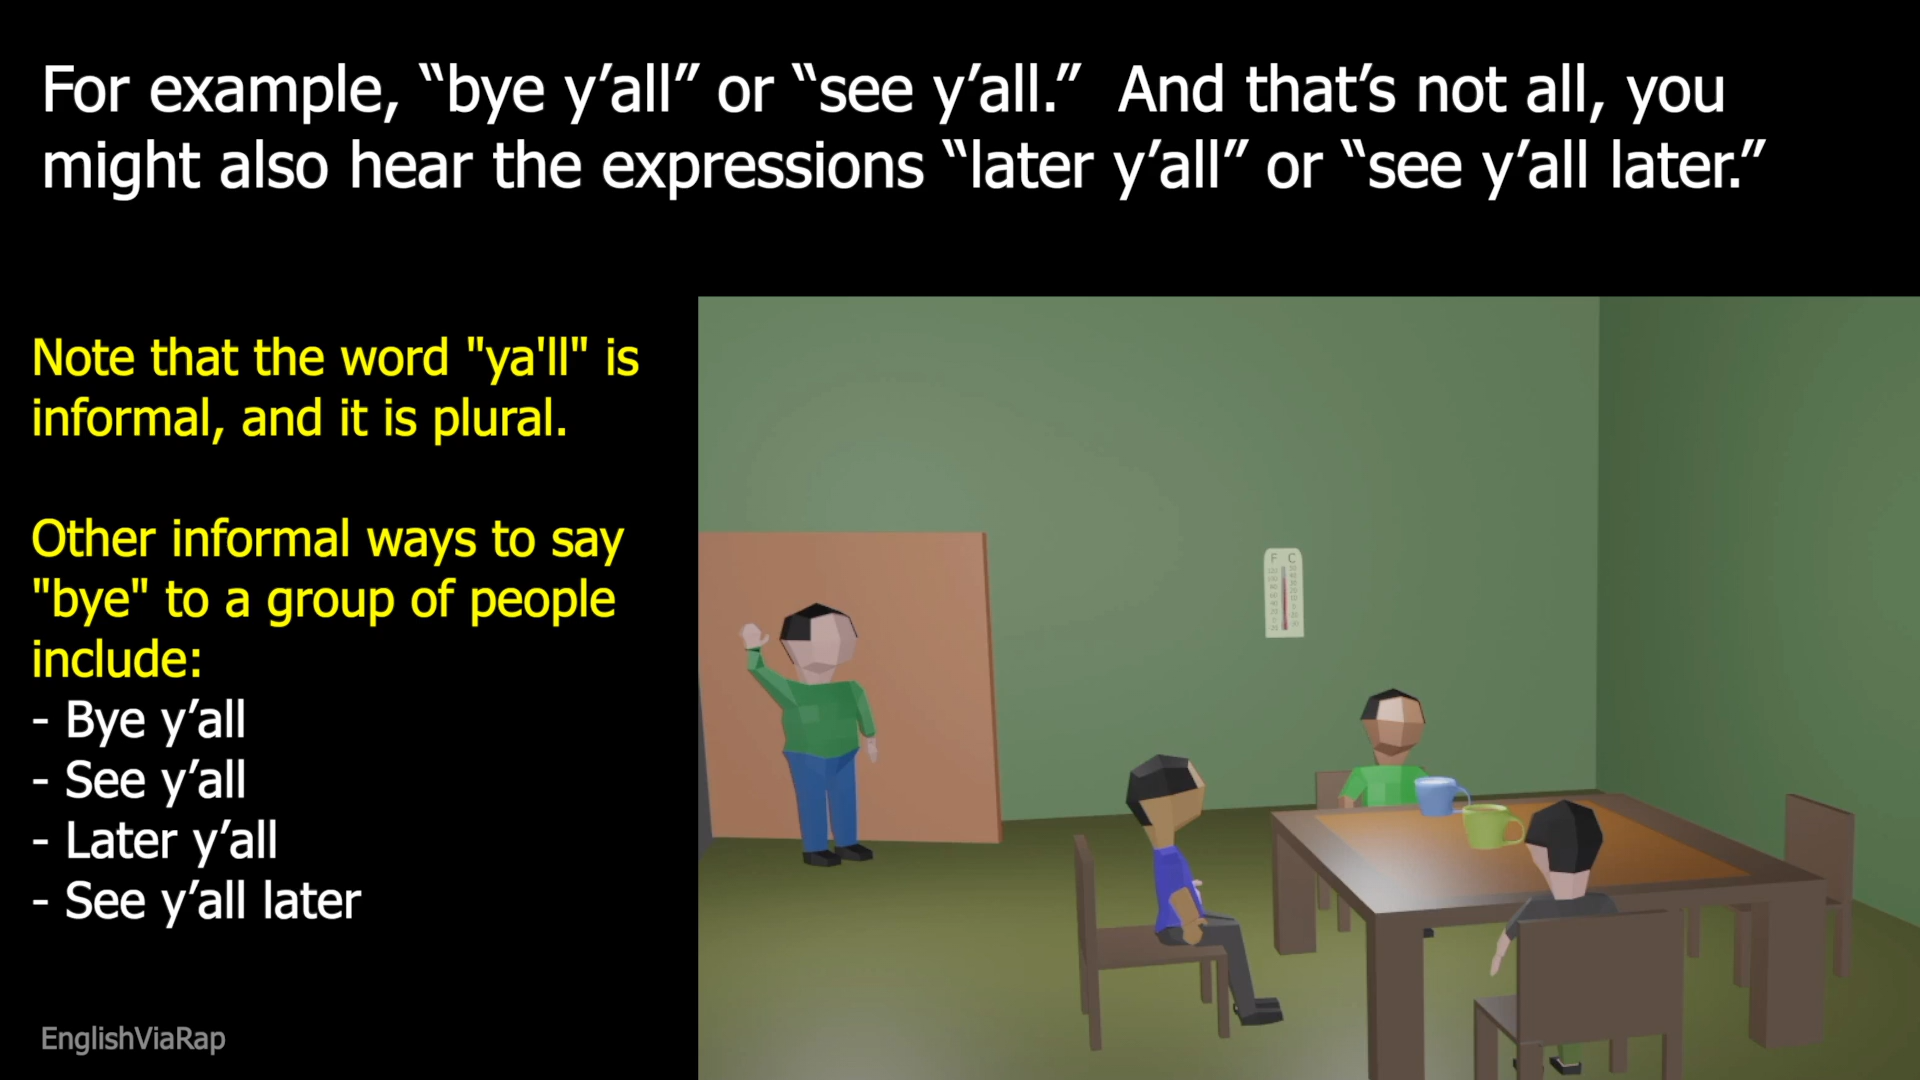 For example, “bye y’all” or “see y’all.”  And that’s not all, you
might also hear the expressions “later y’all” or “see y’all later.”
Note that the word "ya'll" is
informal, and it is plural.
Other informal ways to say
"bye" to a group of people
include:
- Bye y’all
- See y’all
- Later y’all
- See y’all later
F C
EnglishViaRap